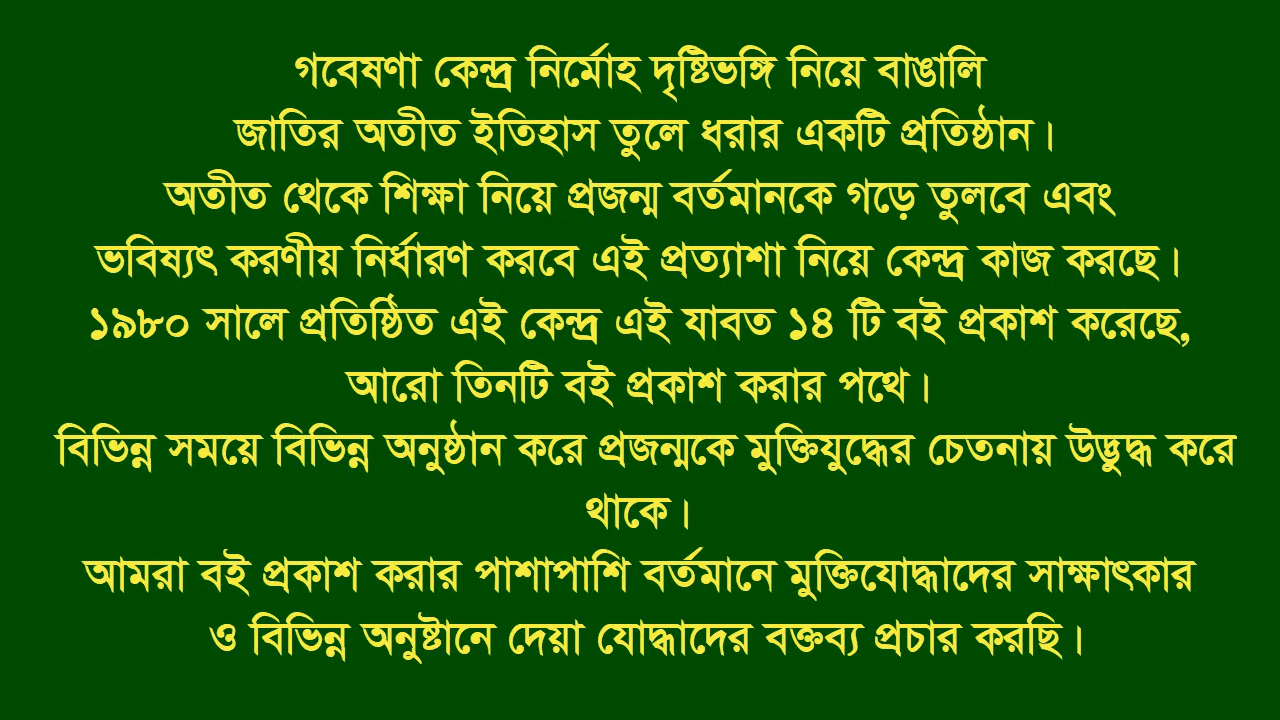 গবেষণা কেন্দ্র নির্মোহ দৃষ্টিভঙ্গি নিয়ে বাঙালি
জাতির অতীত ইতিহাস তুলে ধরার একটি প্রতিষ্ঠান।
অতীত থেকে শিক্ষা নিয়ে প্রজন্ম বর্তমানকে গড়ে তুলবে এবং
ভবিষ্যৎ করণীয় নির্ধারণ করবে এই প্রত্যাশা নিয়ে কেন্দ্র কাজ করছে।
১৯৮০ সালে প্রতিষ্ঠিত এই কেন্দ্র এই যাবত ১৪ টি বই প্রকাশ করেছে,
আরো তিনটি বই প্রকাশ করার পথে।
বিভিন্ন সময়ে বিভিন্ন অনুষ্ঠান করে প্রজন্মকে মুক্তিযুদ্ধের চেতনায় উদ্ভুদ্ধ করে
থাকে।
আমরা বই প্রকাশ করার পাশাপাশি বর্তমানে মুক্তিযোদ্ধাদের সাক্ষাৎকার
ও বিভিন্ন অনুষ্টানে দেয়া যোদ্ধাদের বক্তব্য প্রচার করছি।